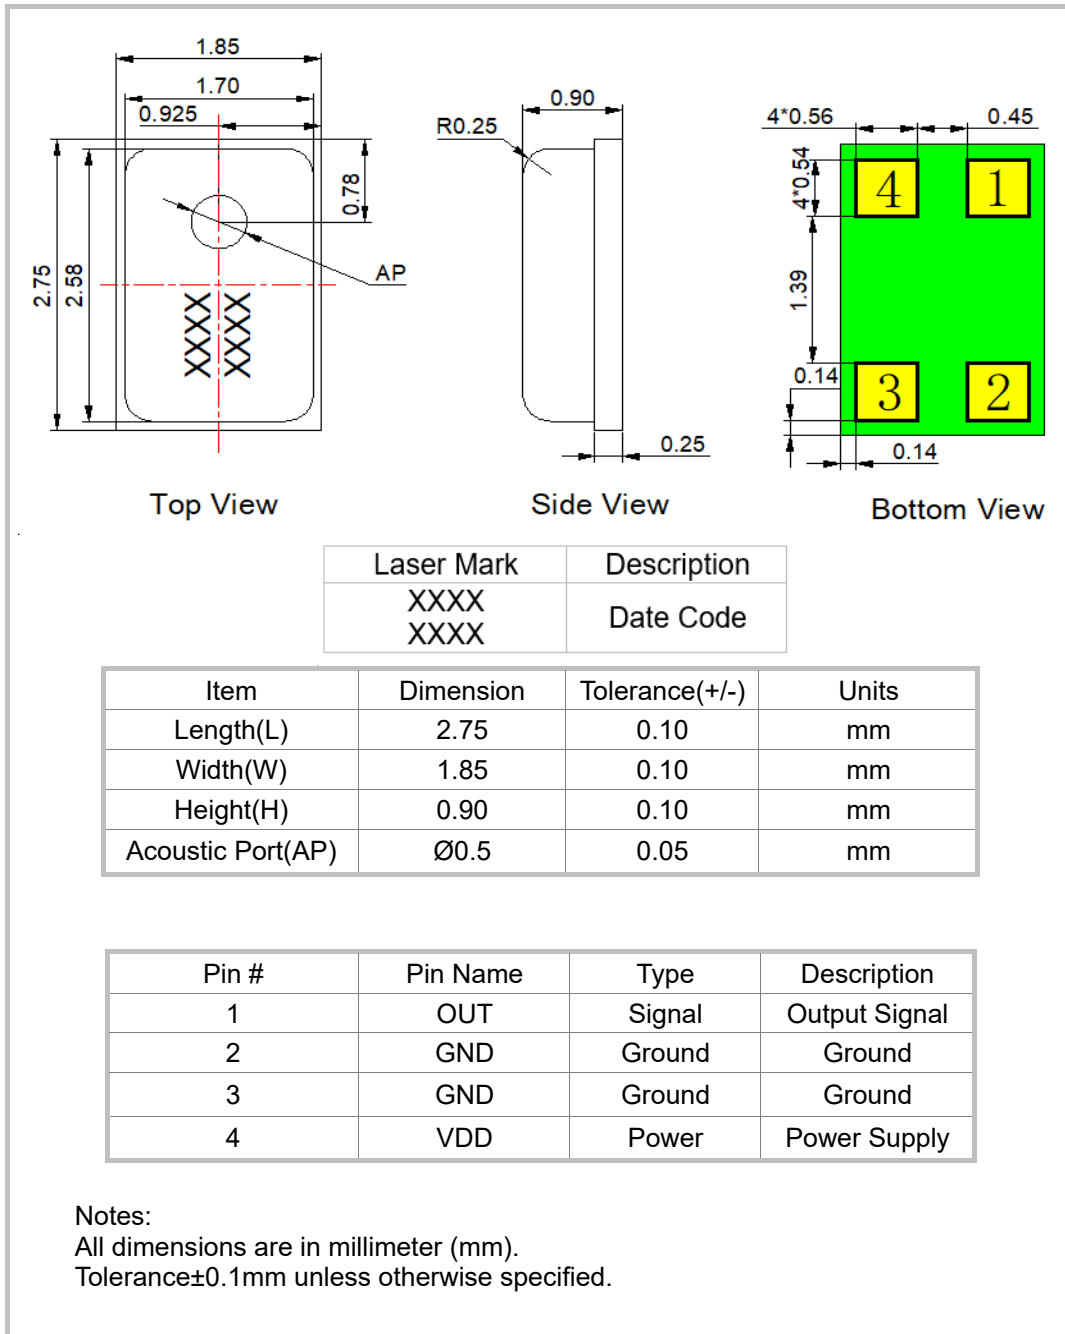 1.85
1.70
0.925
0.78
2.75
2.58
AP
XXXX
XXXX
Top View
0.90
R0.25
0.25
Side View
4*0.56
0.45
4*0.54
4
1
1.39
0.14
3
2
0.14
Bottom View
Laser Mark Description
XXXX
XXXX
Date Code
Item Dimension Tolerance(+/-) Units
Length(L) 2.75 0.10 mm
Width(W) 1.85 0.10 mm
Height(H) 0.90 0.10 mm
Acoustic Port(AP) Ø0.5 0.05 mm
Pin # Pin Name Type Description
1 OUT Signal Output Signal
2 GND Ground Ground
3 GND Ground Ground
4 VDD Power Power Supply
Notes:
All dimensions are in millimeter (mm).
Tolerance±0.1mm unless otherwise specified.